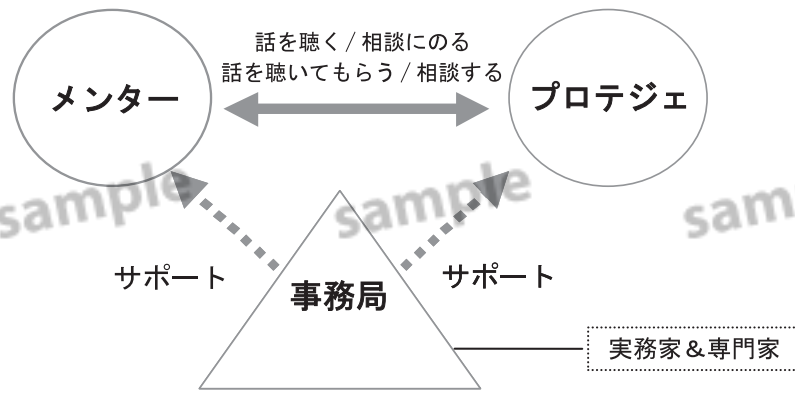 話を聴く/相談にのる
話を聴いてもらう/相談する
メンター
プロテジェ
sample
sample
sam
サポート
サポート
事務局
実務家&専門家